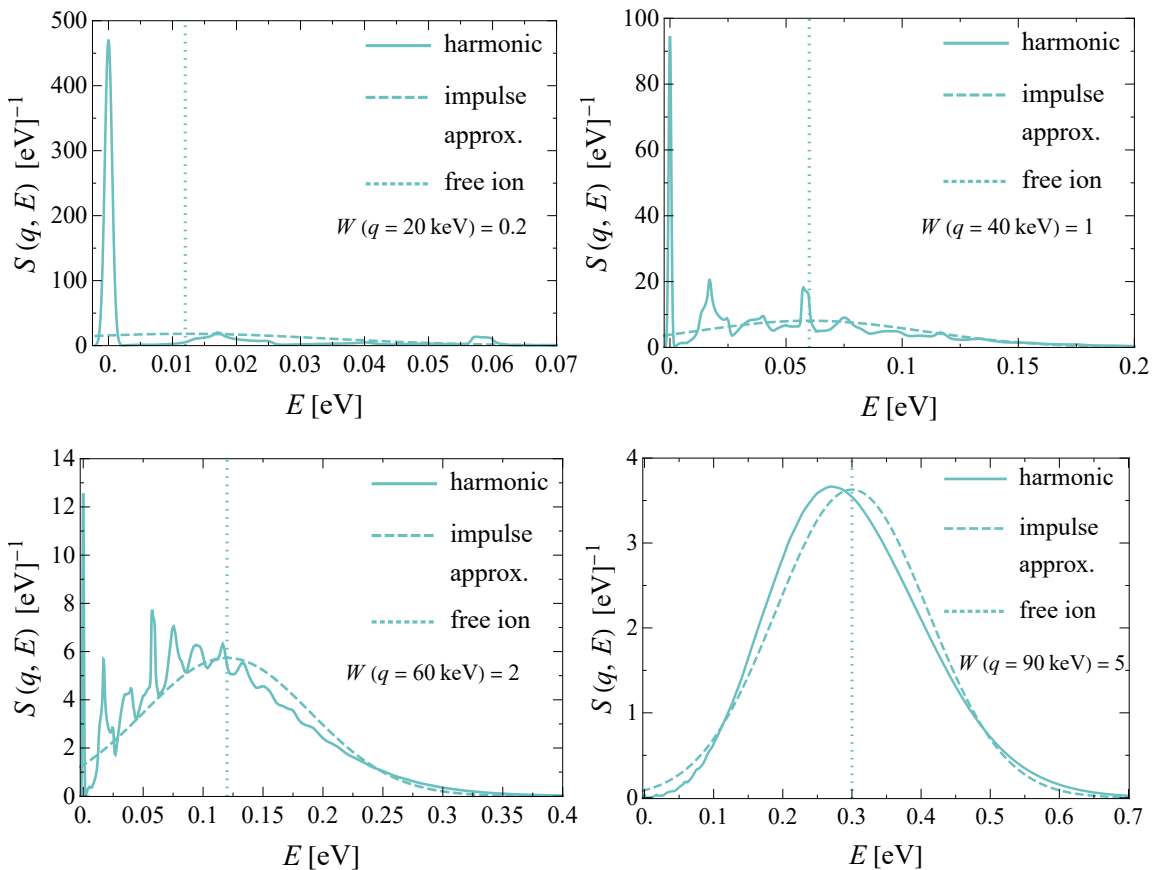 500
400
300
200
100
0
S (q, E) [eV]⁻¹
harmonic
impulse
approx.
free ion
W (q = 20 keV) = 0.2
0. 0.01 0.02 0.03 0.04 0.05 0.06 0.07
E [eV]
100
80
60
40
20
0
S (q, E) [eV]⁻¹
harmonic
impulse
approx.
free ion
W (q = 40 keV) = 1
0. 0.05 0.1 0.15 0.2
E [eV]
14
12
10
8
6
4
2
0
S (q, E) [eV]⁻¹
harmonic
impulse
approx.
free ion
W (q = 60 keV) = 2
0. 0.05 0.1 0.15 0.2 0.25 0.3 0.35 0.4
E [eV]
4
3
2
1
0
S (q, E) [eV]⁻¹
harmonic
impulse
approx.
free ion
W (q = 90 keV) = 5
0. 0.1 0.2 0.3 0.4 0.5 0.6 0.7
E [eV]